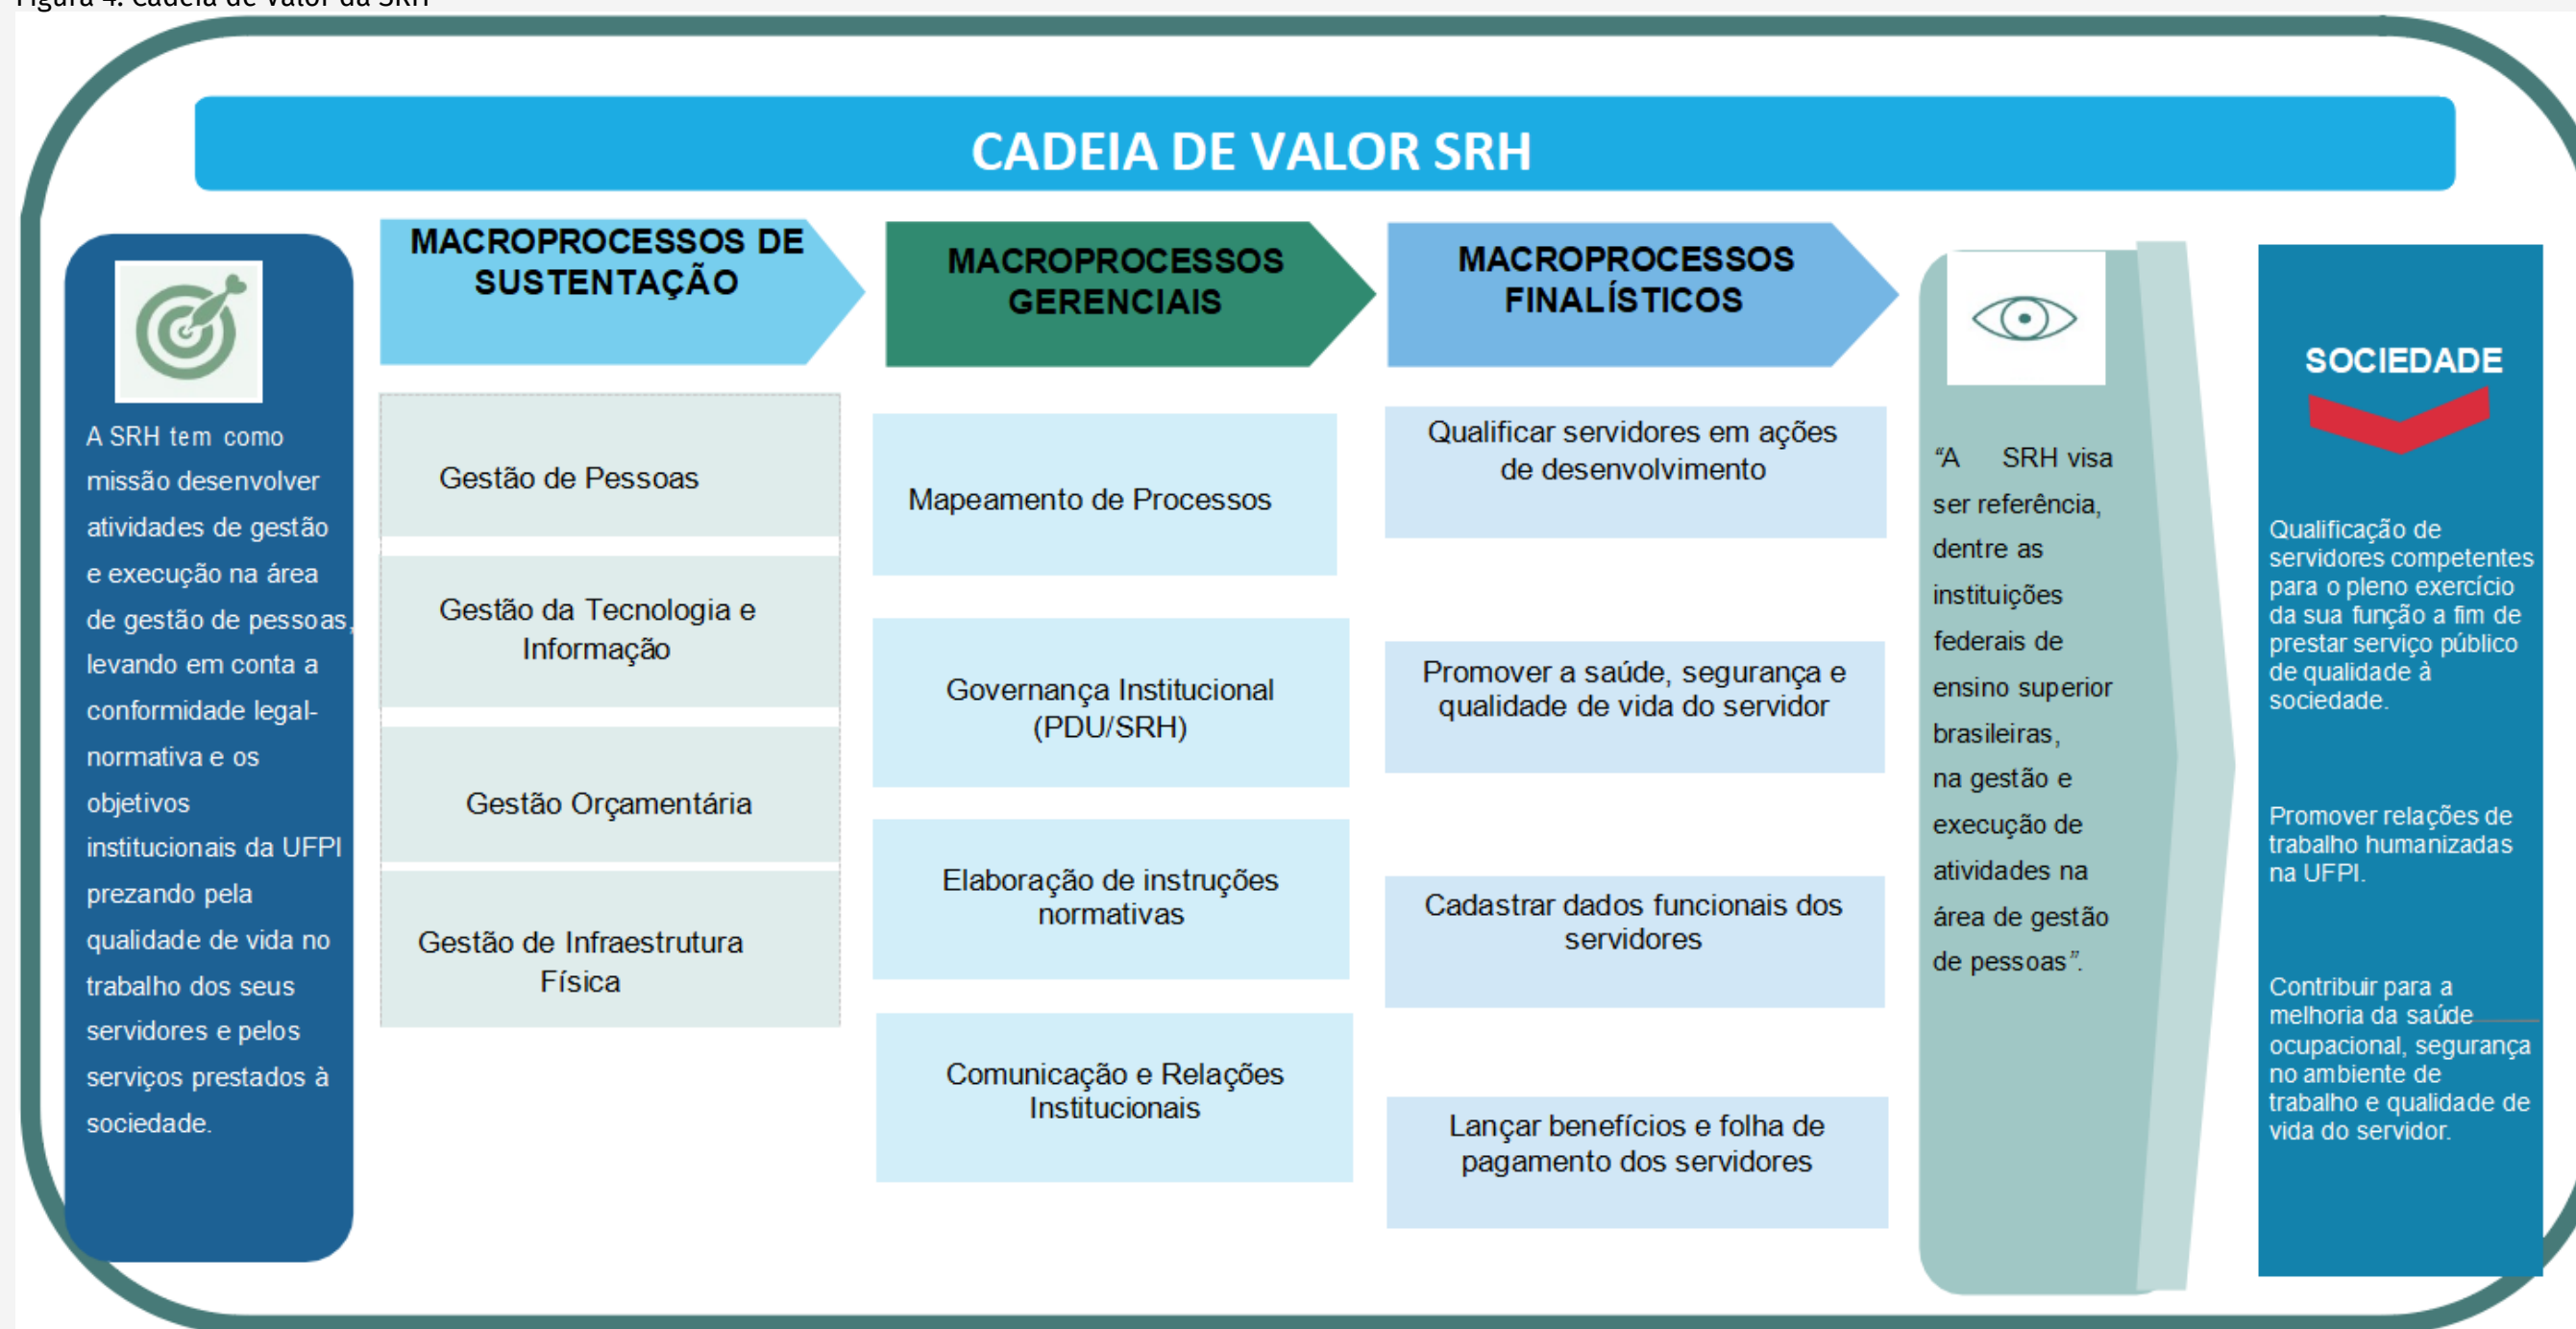 Figura 4. Cadeia de Valor da SRH
CADEIA DE VALOR SRH
A SRH tem como
missão desenvolver
atividades de gestão
e execução na área
de gestão de pessoas,
levando em conta a
conformidade legal-
normativa e os
objetivos
institucionais da UFPI
prezando pela
qualidade de vida no
trabalho dos seus
servidores e pelos
serviços prestados à
sociedade.
MACROPROCESSOS DE
SUSTENTAÇÃO
Gestão de Pessoas
Gestão da Tecnologia e
Informação
Gestão Orçamentária
Gestão de Infraestrutura
Física
MACROPROCESSOS
GERENCIAIS
Mapeamento de Processos
Governança Institucional
(PDU/SRH)
Elaboração de instruções
normativas
Comunicação e Relações
Institucionais
MACROPROCESSOS
FINALÍSTICOS
Qualificar servidores em ações
de desenvolvimento
Promover a saúde, segurança e
qualidade de vida do servidor
Cadastrar dados funcionais dos
servidores
Lançar benefícios e folha de
pagamento dos servidores
“A SRH visa
ser referência,
dentre as
instituições
federais de
ensino superior
brasileiras,
na gestão e
execução de
atividades na
área de gestão
de pessoas”.
SOCIEDADE
Qualificação de
servidores competentes
para o pleno exercício
da sua função a fim de
prestar serviço público
de qualidade à
sociedade.
Promover relações de
trabalho humanizadas
na UFPI.
Contribuir para a
melhoria da saúde
ocupacional, segurança
no ambiente de
trabalho e qualidade de
vida do servidor.